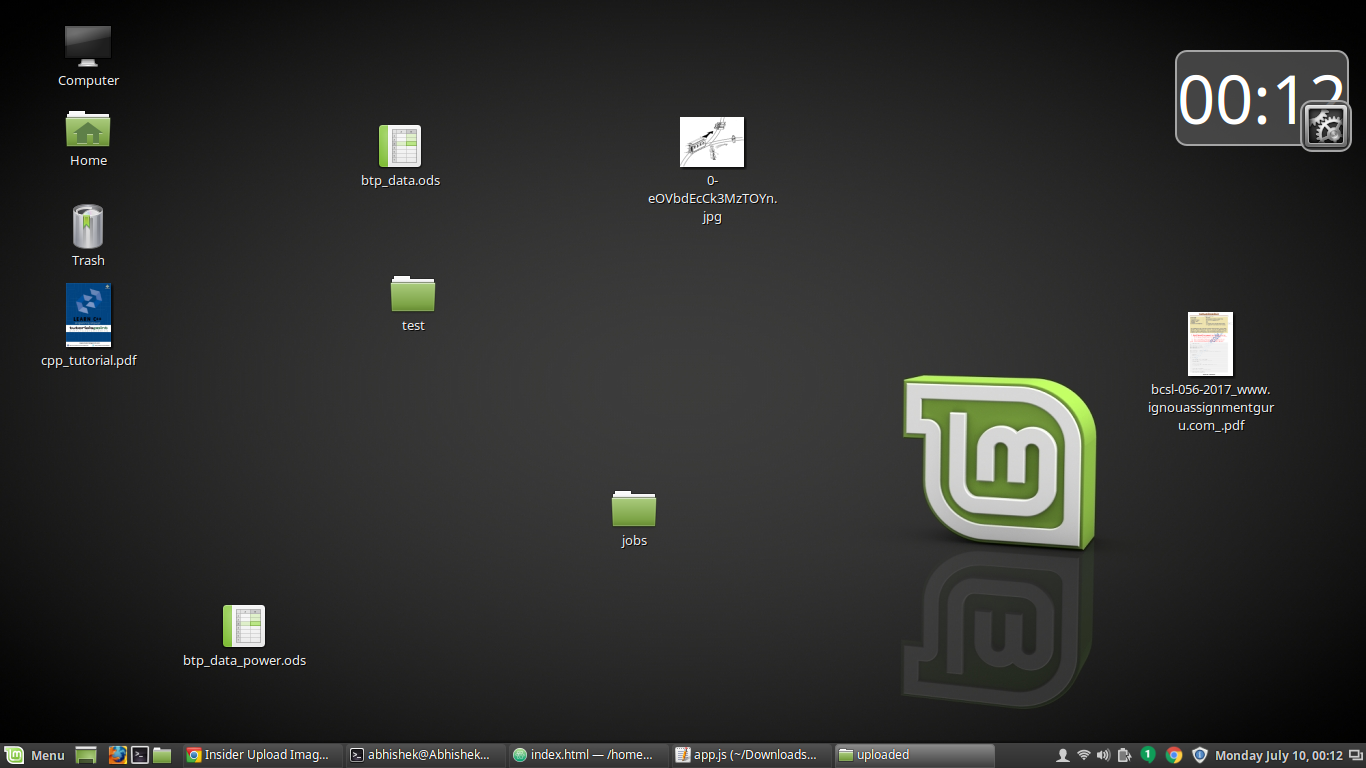 Computer
Home
Trash
cpp_tutorial.pdf
btp_data.ods
test
btp_data_power.ods
0-
eOVbdEcCk3MzTOYn.
jpg
jobs
00:12
bcsl-056-2017_www.
ignouassignmentgur
u.com_.pdf
LEARN C++
Menu
Insider Upload Imag...
abhishek@Abhishek...
index.html — /home...
app.js (~/Downloads...
uploaded
1
Monday July 10, 00:12